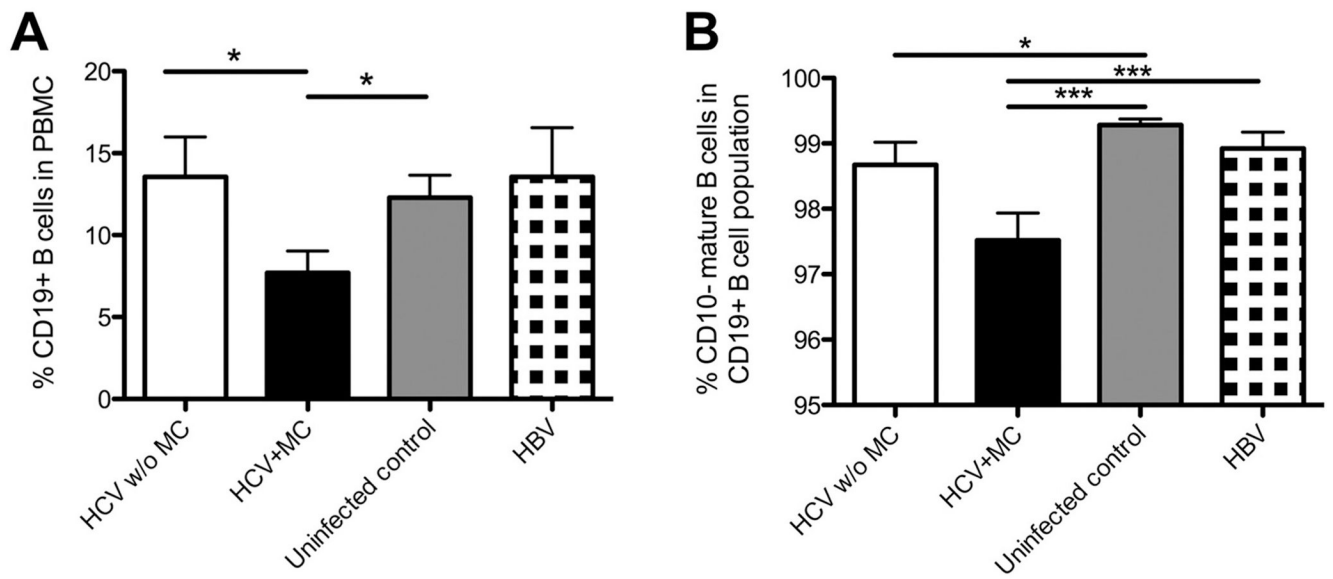 A
% CD19+ B cells in PBMC
20
15
10
5
0
*
*
HCV w/o MC
HCV+MC
Uninfected control
HBV
B
% CD10- mature B cells in
CD19+ B cell population
100
99
98
97
96
95
*
***
***
HCV w/o MC
HCV+MC
Uninfected control
HBV